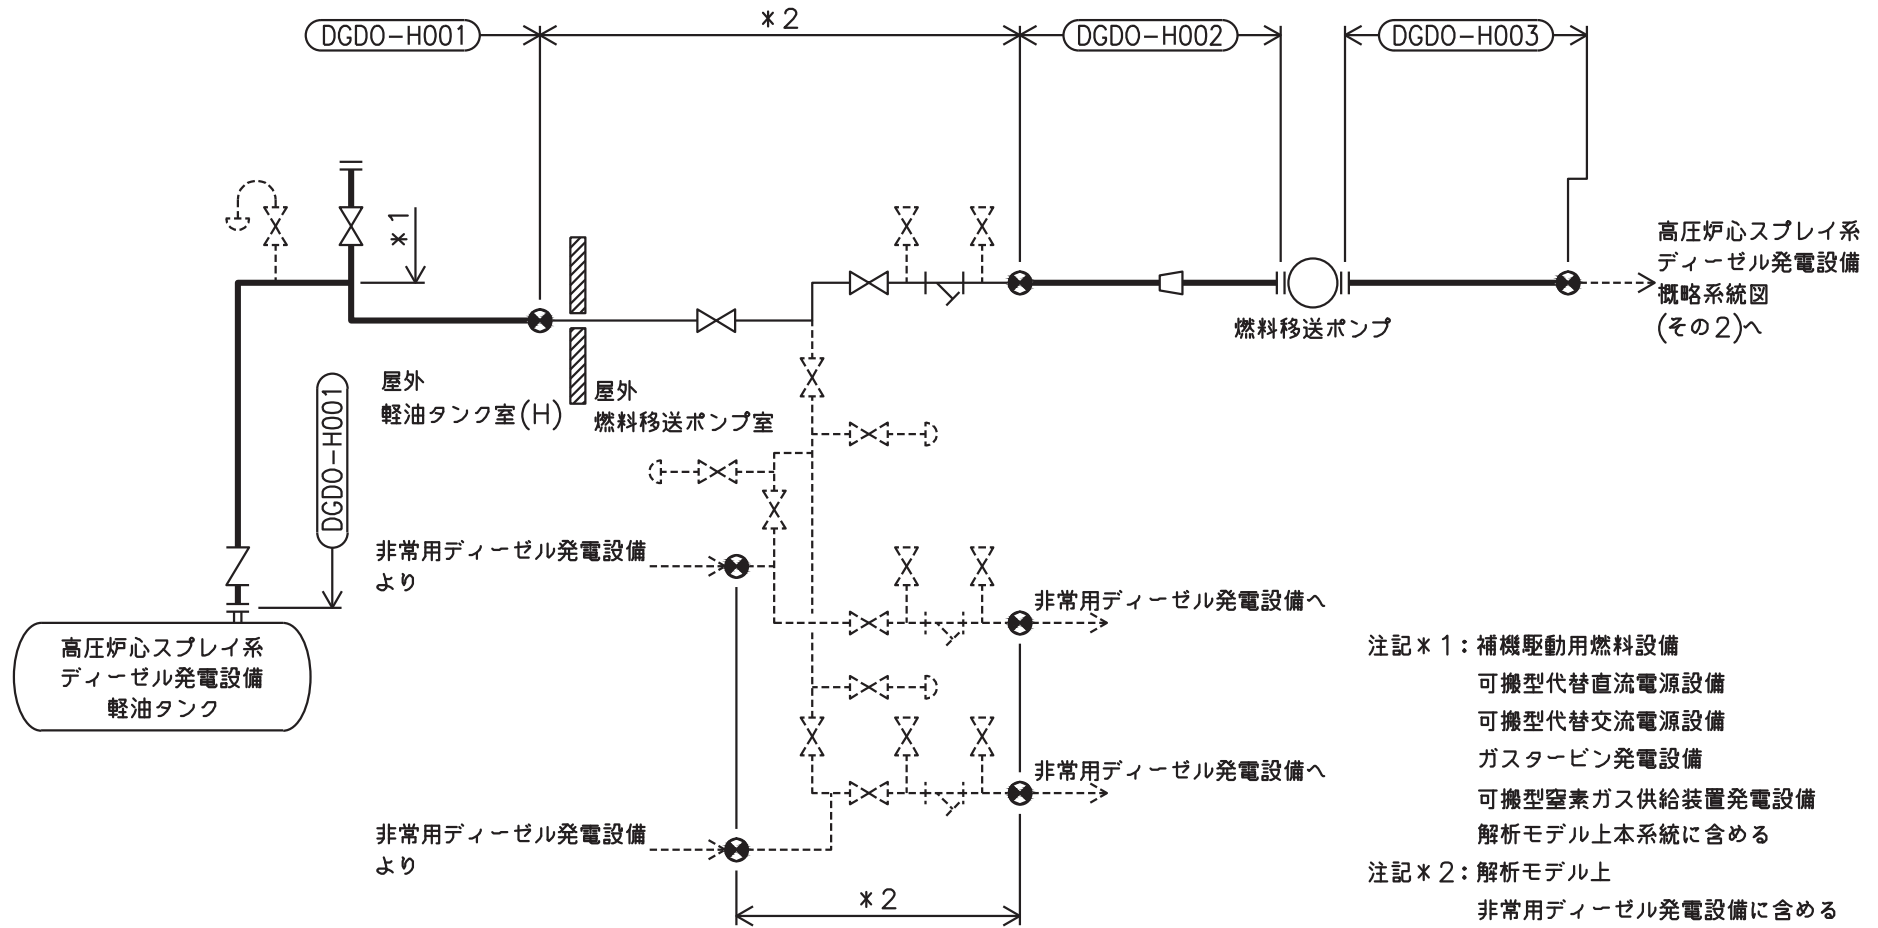 DGDO-H001
*2
DGDO-H002
DGDO-H003
*1
高圧炉心スプレイ系
ディーゼル発電設備
概略系統図
(その2)へ
燃料移送ポンプ
屋外
軽油タンク室(H)
屋外
燃料移送ポンプ室
DGDO-H001
非常用ディーゼル発電設備
より
非常用ディーゼル発電設備へ
高圧炉心スプレイ系
ディーゼル発電設備
軽油タンク
非常用ディーゼル発電設備へ
非常用ディーゼル発電設備
より
*2
注記*1:補機駆動用燃料設備
可搬型代替直流電源設備
可搬型代替交流電源設備
ガスタービン発電設備
可搬型窒素ガス供給装置発電設備
解析モデル上本系統に含める
注記*2:解析モデル上
非常用ディーゼル発電設備に含める